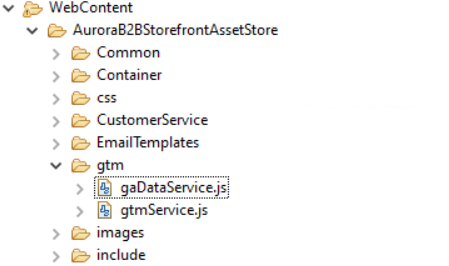 WebContent
AuroraB2BStorefrontAssetStore
Common
Container
css
CustomerService
EmailTemplates
gtm
gaDataService.js
gtmService.js
images
include